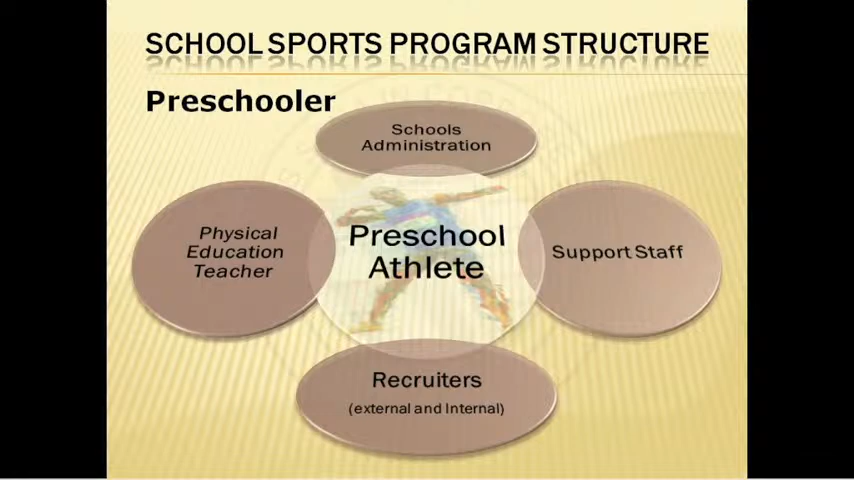 SCHOOL SPORTS PROGRAM STRUCTURE
Preschooler
Schools
Administration
Physical
Education
Teacher
Preschool
Athlete
Support Staff
Recruiters
(external and Internal)